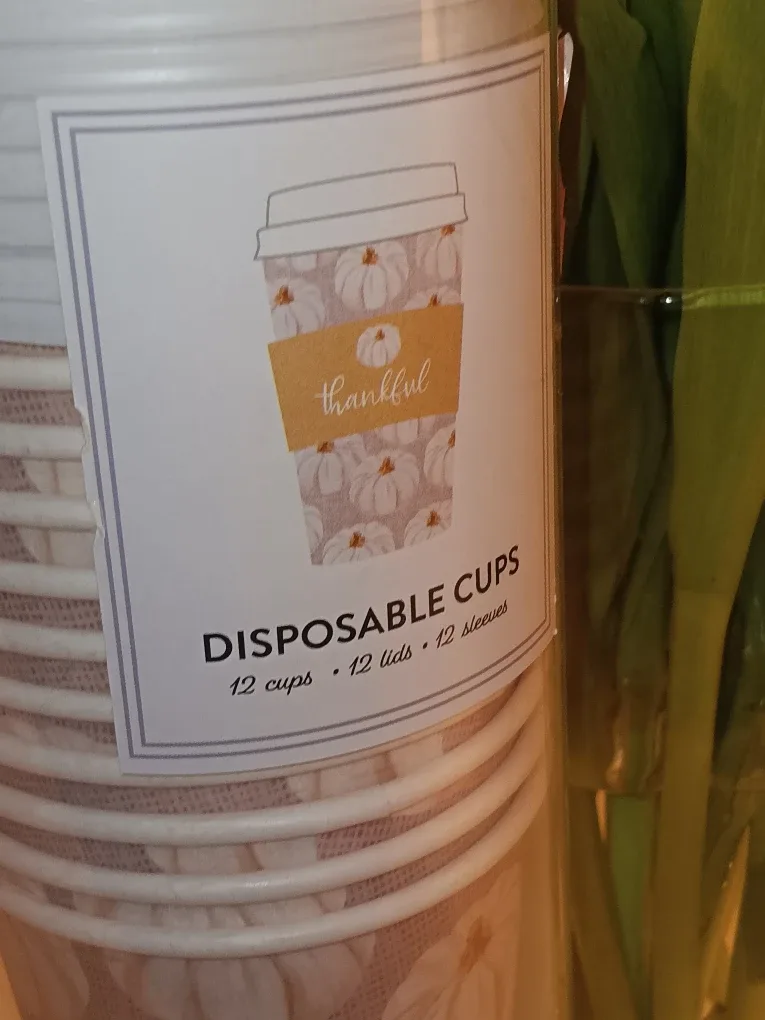 thankful
DISPOSABLE CUPS
12 cups • 12 lids • 12 sleeves